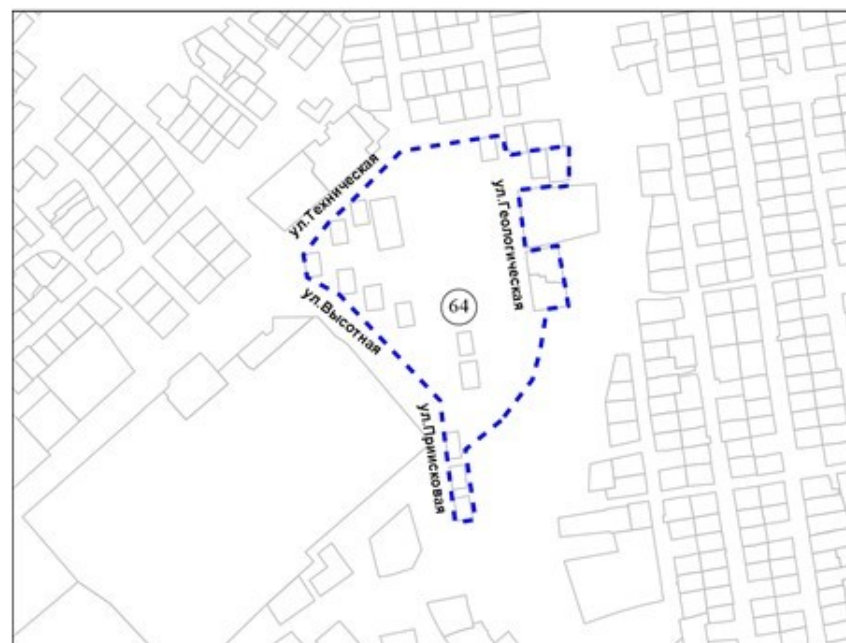 ул.Техническая
ул.Геологическая
64
ул.Высотная
ул.Приисковая